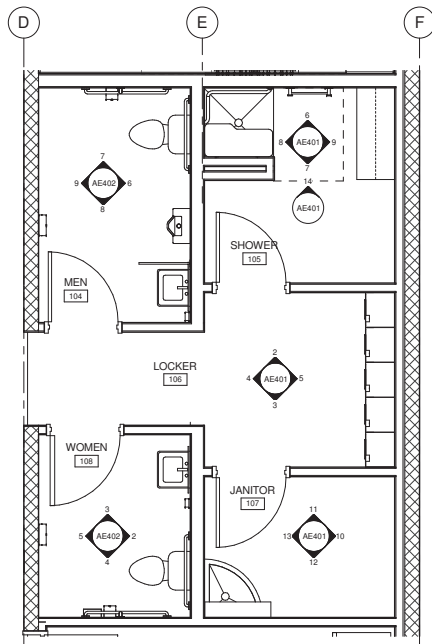 D E F
6
8 AE401 9
7
7
9 AE402 6
8
14
AE401
SHOWER
105
MEN
104
2
LOCKER
106
4 AE401 5
3
WOMEN
108
JANITOR
107
3
5 AE402 2
4
11
13 AE401 10
12